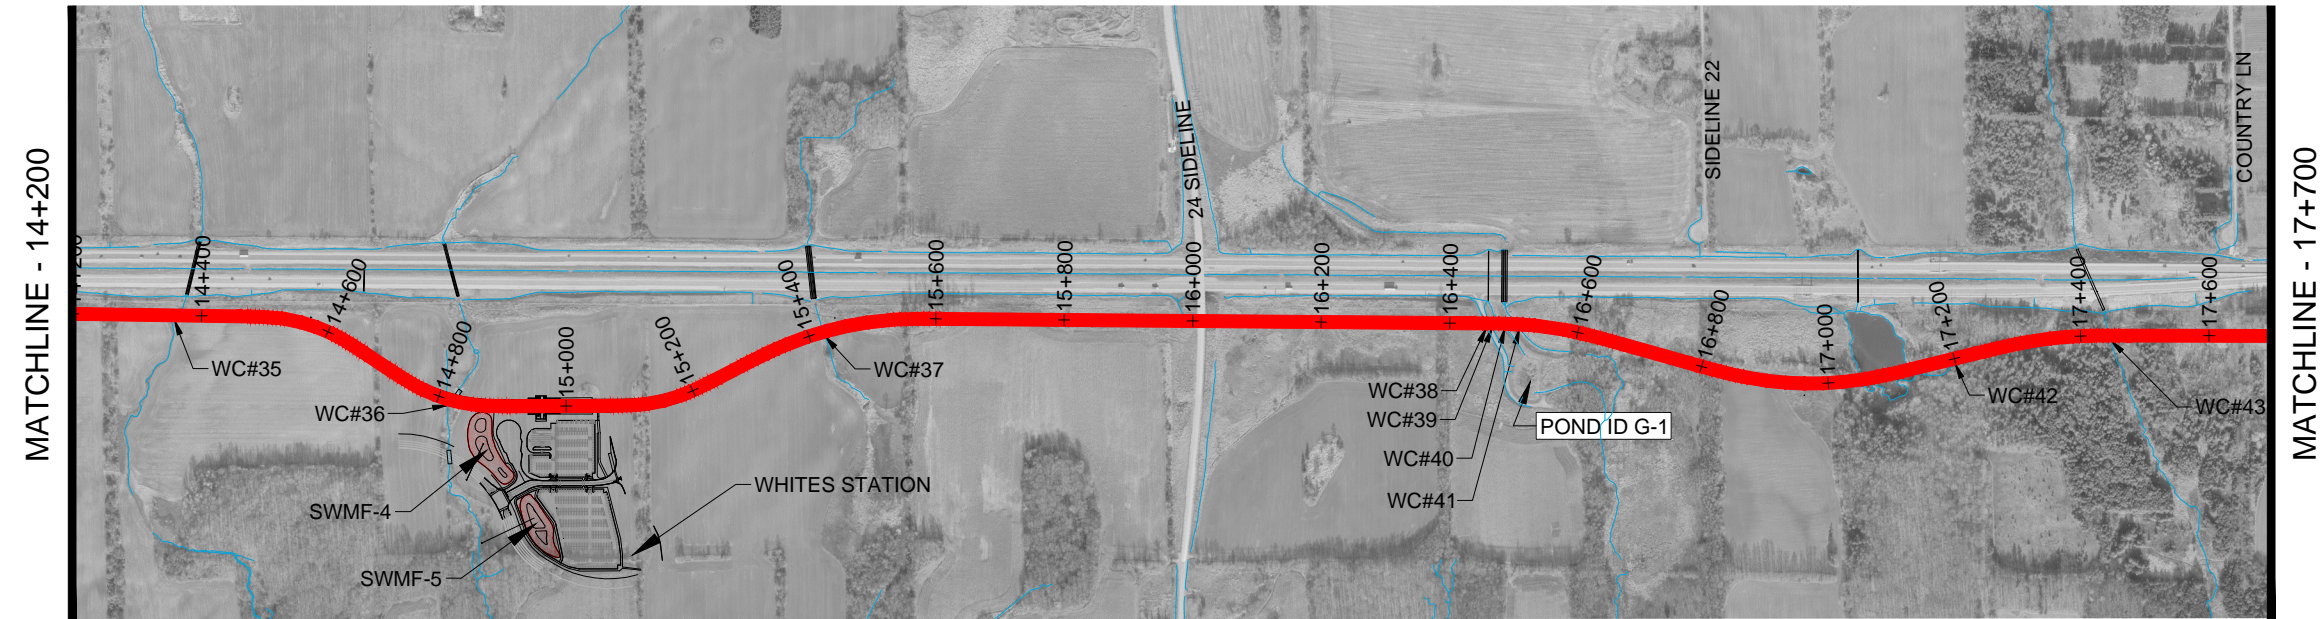 MATCHLINE - 14+200
14+400
14+600
14+800
15+000
15+200
15+400
15+600
15+800
16+000
16+200
16+400
16+600
16+800
17+000
17+200
17+400
17+600
24 SIDELINE
SIDELINE 22
COUNTRY LN
WC#35
WC#36
WC#37
WC#38
WC#39
WC#40
WC#41
WC#42
WC#43
POND ID G-1
SWMF-4
SWMF-5
WHITES STATION
MATCHLINE - 17+700